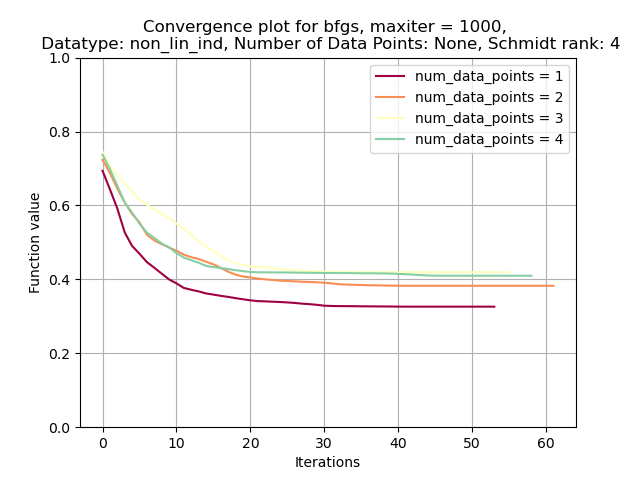 Convergence plot for bfgs, maxiter = 1000,
Datatype: non_lin_ind, Number of Data Points: None, Schmidt rank: 4
1.0
0.8
0.6
0.4
0.2
0.0
Function value
num_data_points = 1
num_data_points = 2
num_data_points = 3
num_data_points = 4
0 10 20 30 40 50 60
Iterations